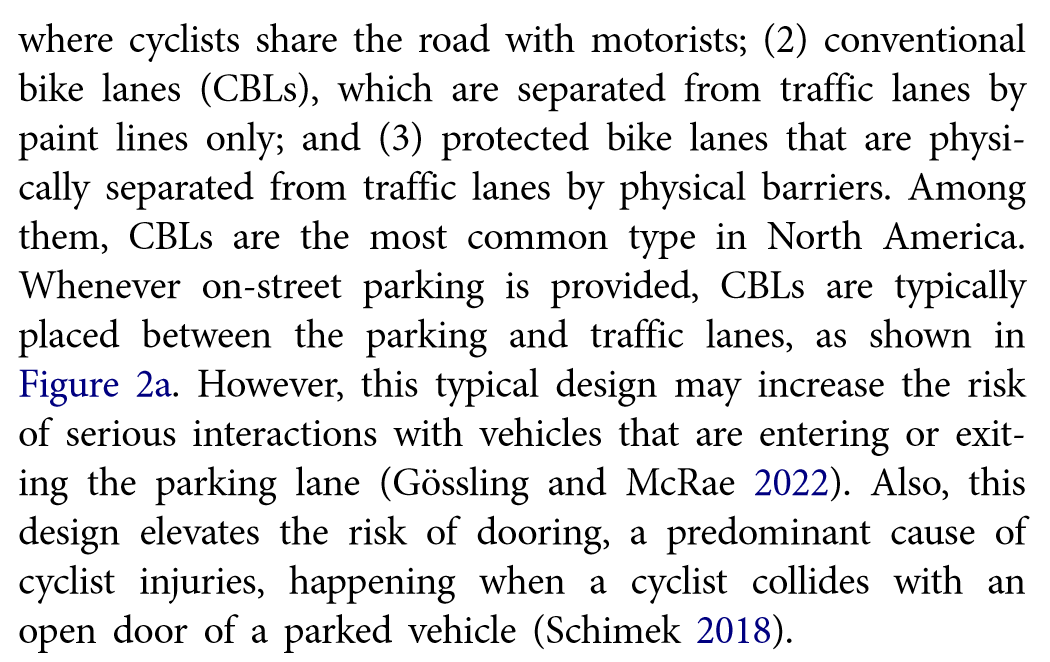 where cyclists share the road with motorists; (2) conventional
bike lanes (CBLs), which are separated from traffic lanes by
paint lines only; and (3) protected bike lanes that are physi-
cally separated from traffic lanes by physical barriers. Among
them, CBLs are the most common type in North America.
Whenever on-street parking is provided, CBLs are typically
placed between the parking and traffic lanes, as shown in
Figure 2a. However, this typical design may increase the risk
of serious interactions with vehicles that are entering or exit-
ing the parking lane (Gössling and McRae 2022). Also, this
design elevates the risk of dooring, a predominant cause of
cyclist injuries, happening when a cyclist collides with an
open door of a parked vehicle (Schimek 2018).